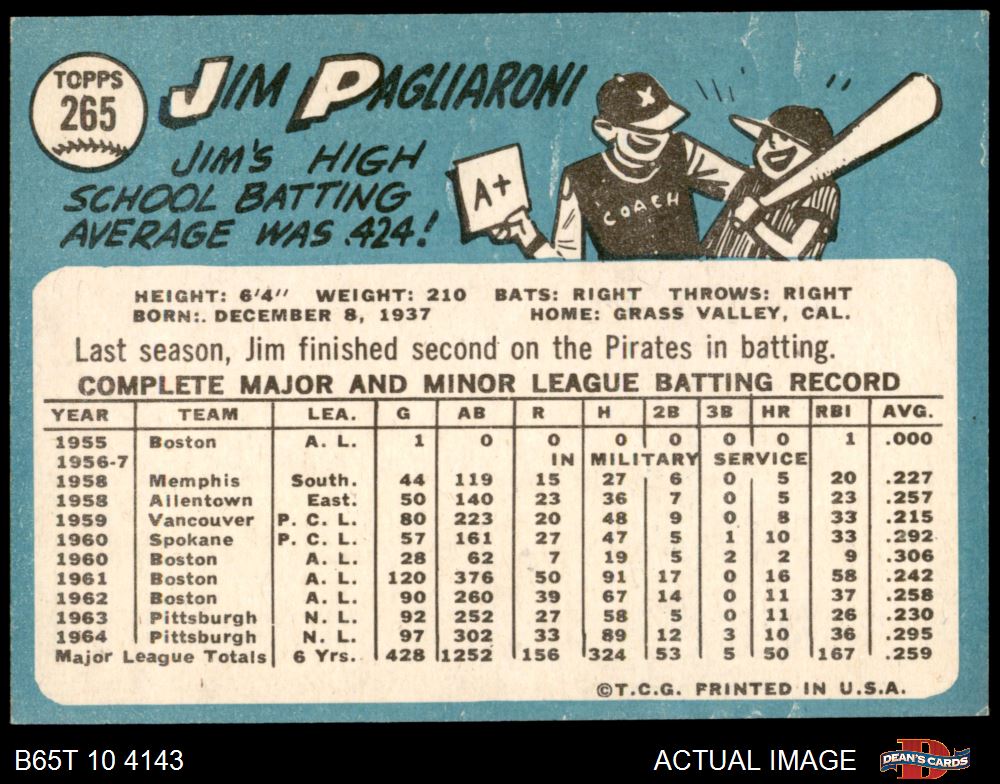 TOPPS
265
JIM PAGLIARONI
JIM'S HIGH
SCHOOL BATTING
AVERAGE WAS .424!
A+
COACH
HEIGHT: 6'4" WEIGHT: 210 BATS: RIGHT THROWS: RIGHT
BORN:. DECEMBER 8, 1937 HOME: GRASS VALLEY, CAL.
Last season, Jim finished second on the Pirates in batting.
COMPLETE MAJOR AND MINOR LEAGUE BATTING RECORD
YEAR TEAM LEA. G AB R H 2B 3B HR RBI AVG.
1955 Boston A. L. 1 0 0 0 0 0 0 1 .000
1956-7 IN MILITARY SERVICE
1958 Memphis South. 44 119 15 27 6 0 5 20 .227
1958 Allentown East. 50 140 23 36 7 0 5 23 .257
1959 Vancouver P. C. L. 80 223 20 48 9 0 8 33 .215
1960 Spokane P. C. L. 57 161 27 47 5 1 10 33 .292
1960 Boston A. L. 28 62 7 19 5 2 2 9 .306
1961 Boston A. L. 120 376 50 91 17 0 16 58 .242
1962 Boston A. L. 90 260 39 67 14 0 11 37 .258
1963 Pittsburgh N. L. 92 252 27 58 5 0 11 26 .230
1964 Pittsburgh N. L. 97 302 33 89 12 3 10 36 .295
Major League Totals 6 Yrs. 428 1252 156 324 53 5 50 167 .259
©T.C.G. PRINTED IN U.S.A.
B65T 10 4143 ACTUAL IMAGE DEAN'S CARDS